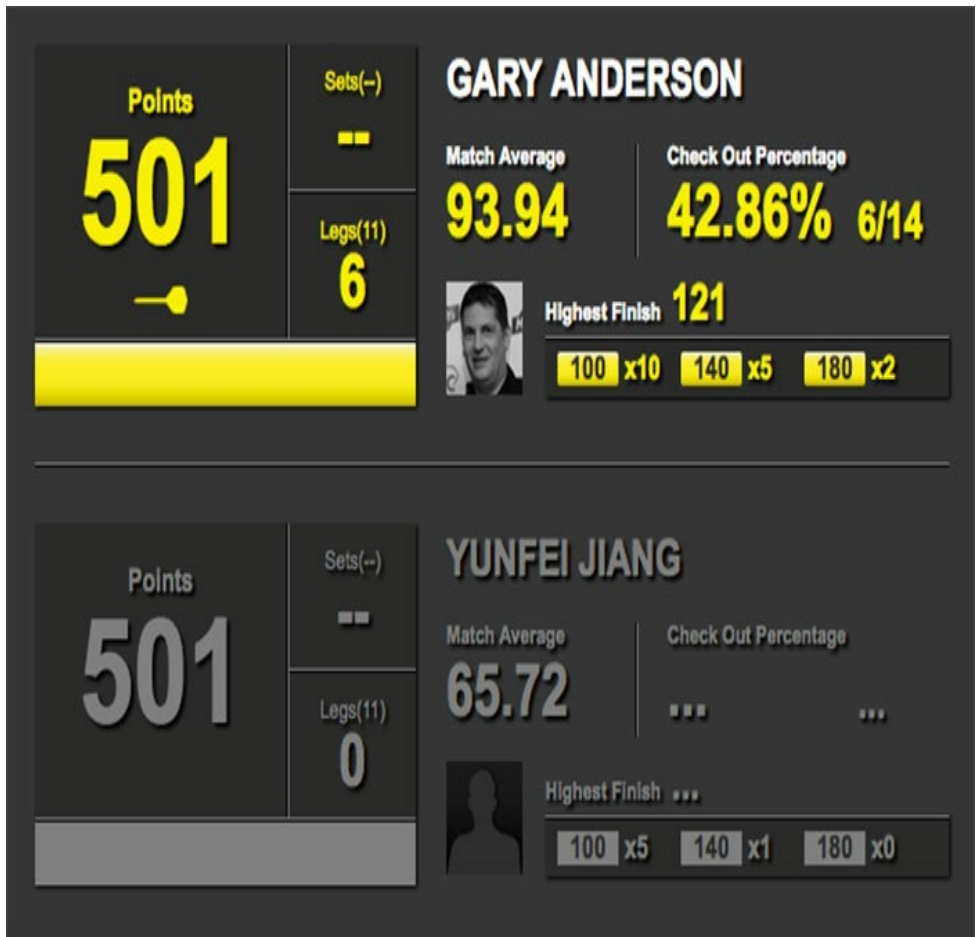 GARY ANDERSON
Points
501
Sets(--)
--
Legs(11)
6
Match Average
93.94
Check Out Percentage
42.86% 6/14
Highest Finish 121
100 x10 140 x5 180 x2
YUNFEI JIANG
Points
501
Sets(--)
--
Legs(11)
0
Match Average
65.72
Check Out Percentage
... ...
Highest Finish ...
100 x5 140 x1 180 x0